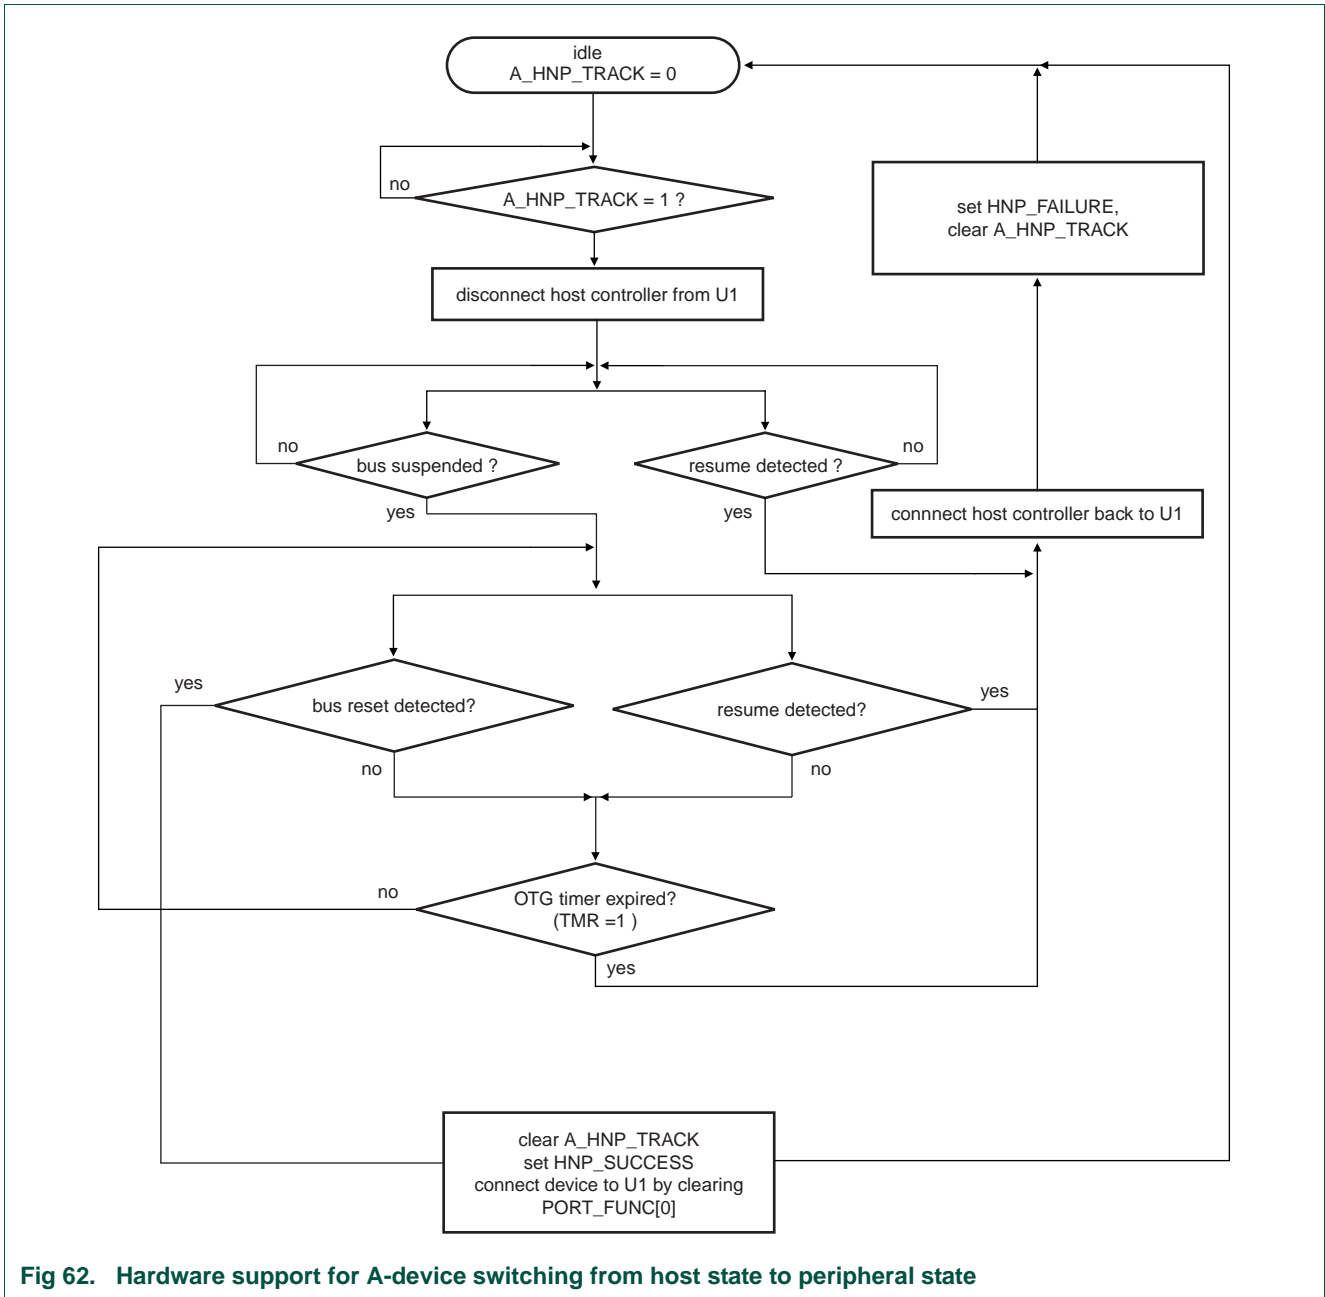 idle
A_HNP_TRACK = 0
no
A_HNP_TRACK = 1 ?
set HNP_FAILURE,
clear A_HNP_TRACK
disconnect host controller from U1
no
bus suspended ?
resume detected ?
no
yes
yes
connnect host controller back to U1
yes
bus reset detected?
resume detected?
yes
no
no
no
OTG timer expired?
(TMR =1 )
yes
clear A_HNP_TRACK
set HNP_SUCCESS
connect device to U1 by clearing
PORT_FUNC[0]
Fig 62. Hardware support for A-device switching from host state to peripheral state